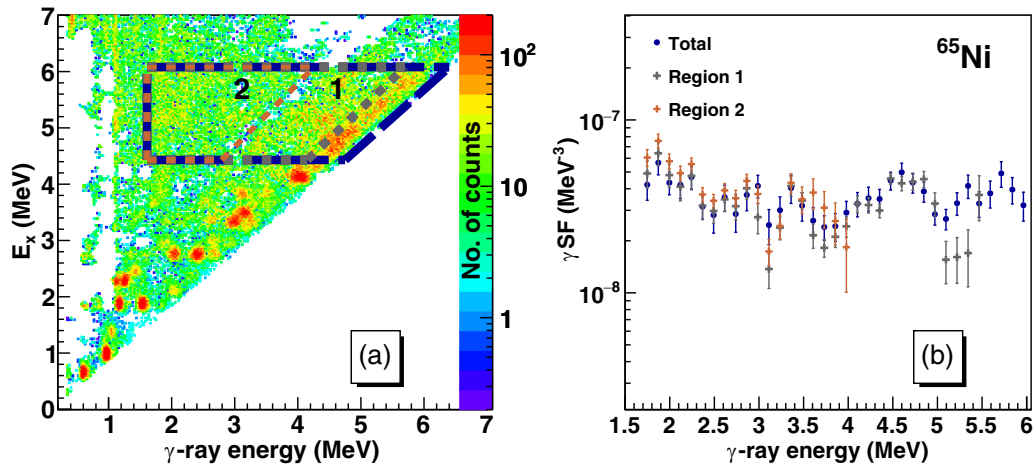 E_x (MeV)
7
6
5
4
3
2
1
0
2
1
(a)
1 2 3 4 5 6 7
γ-ray energy (MeV)
No. of counts
10²
10
1
γSF (MeV⁻³)
10⁻⁷
10⁻⁸
Total
Region 1
Region 2
⁶⁵Ni
(b)
1.5 2 2.5 3 3.5 4 4.5 5 5.5 6
γ-ray energy (MeV)